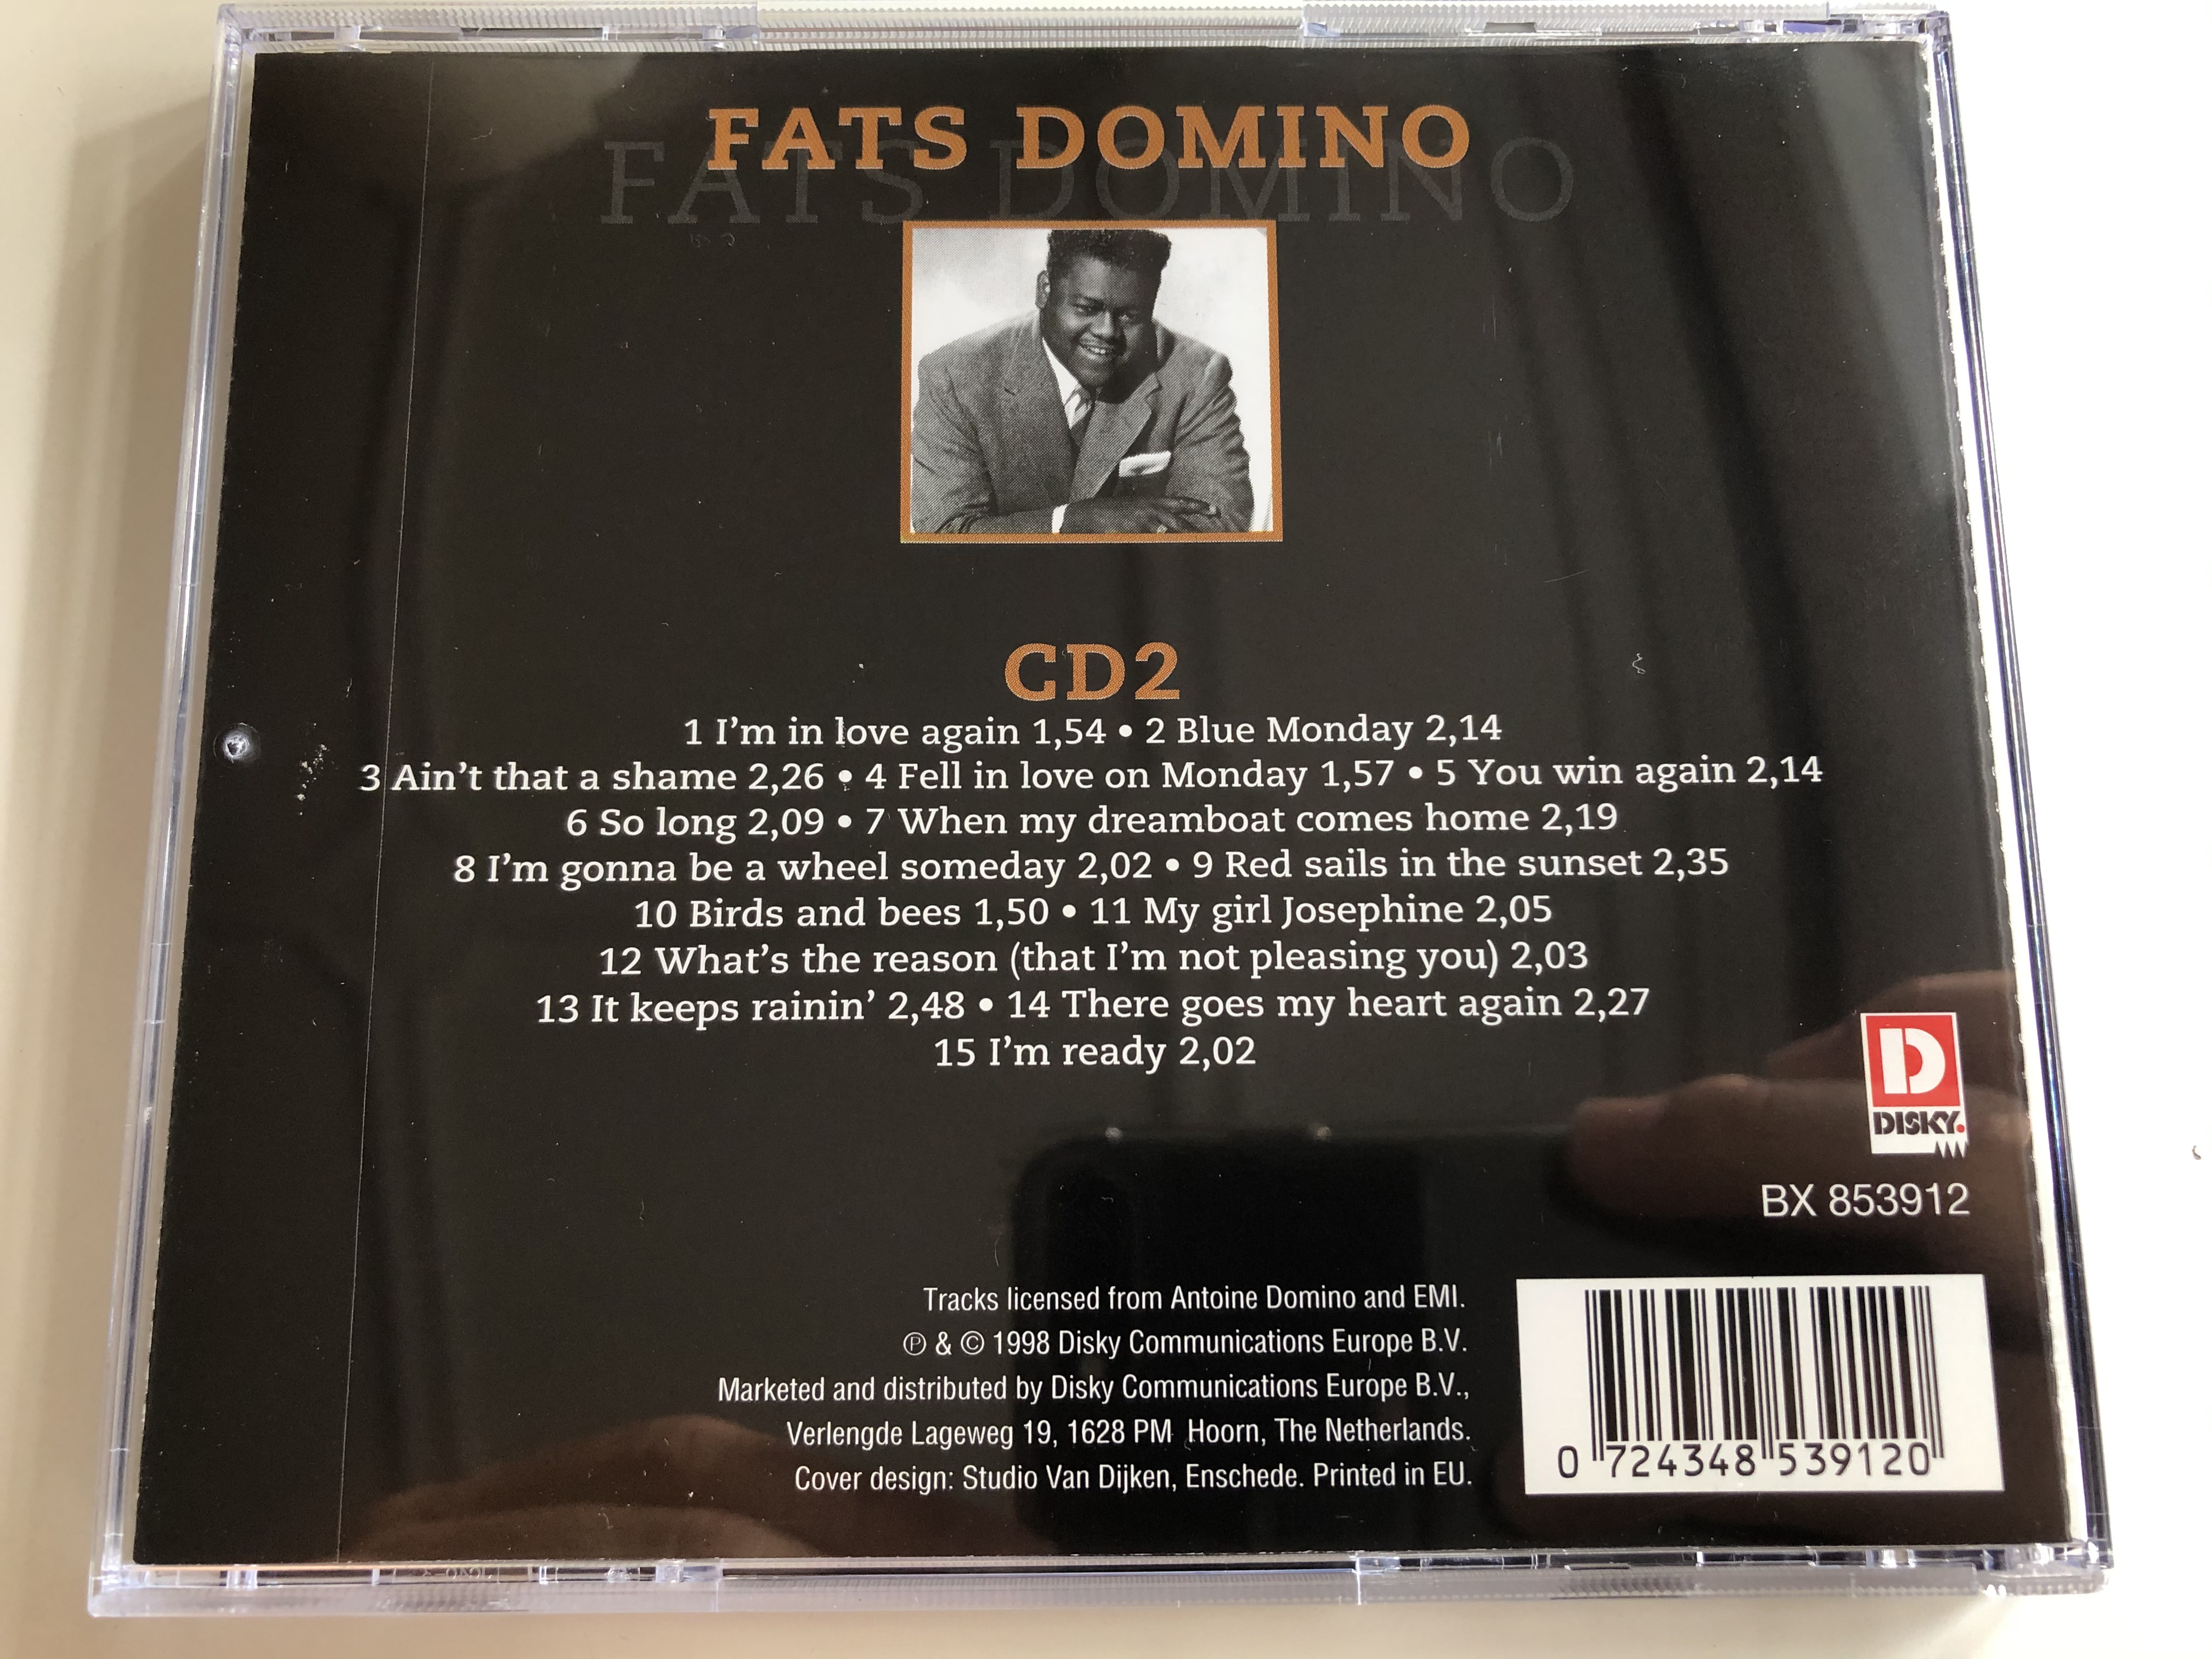 FATS DOMINO
FATS DOMINO
CD2
1 I'm in love again 1,54 • 2 Blue Monday 2,14
3 Ain't that a shame 2,26 • 4 Fell in love on Monday 1,57 • 5 You win again 2,14
6 So long 2,09 • 7 When my dreamboat comes home 2,19
8 I'm gonna be a wheel someday 2,02 • 9 Red sails in the sunset 2,35
10 Birds and bees 1,50 • 11 My girl Josephine 2,05
12 What's the reason (that I'm not pleasing you) 2,03
13 It keeps rainin' 2,48 • 14 There goes my heart again 2,27
15 I'm ready 2,02
D
DISKY.
BX 853912
Tracks licensed from Antoine Domino and EMI.
℗ & © 1998 Disky Communications Europe B.V.
Marketed and distributed by Disky Communications Europe B.V.,
Verlengde Lageweg 19, 1628 PM Hoorn, The Netherlands.
Cover design: Studio Van Dijken, Enschede. Printed in EU.
0 724348 539120